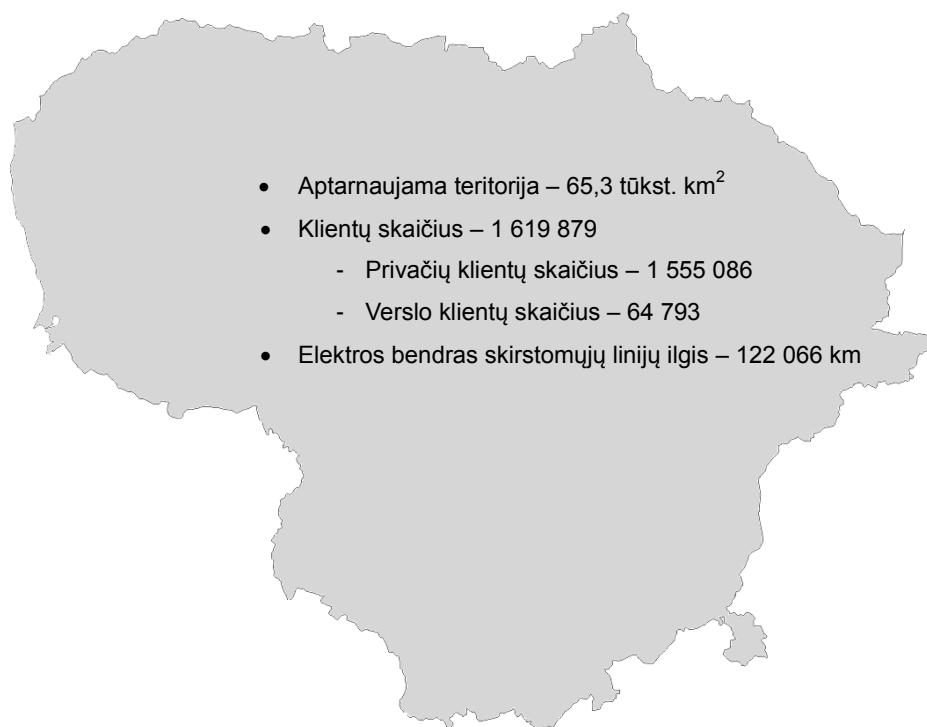 • Aptarnaujama teritorija – 65,3 tūkst. km²
• Klientų skaičius – 1 619 879
- Privačių klientų skaičius – 1 555 086
- Verslo klientų skaičius – 64 793
• Elektros bendras skirstomųjų linijų ilgis – 122 066 km